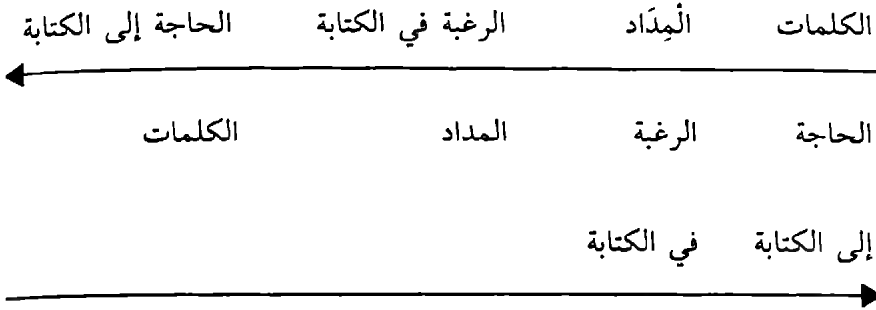 الكلمات الْمِدَاد الرغبة في الكتابة الحاجة إلى الكتابة
الحاجة الرغبة المداد الكلمات
إلى الكتابة في الكتابة